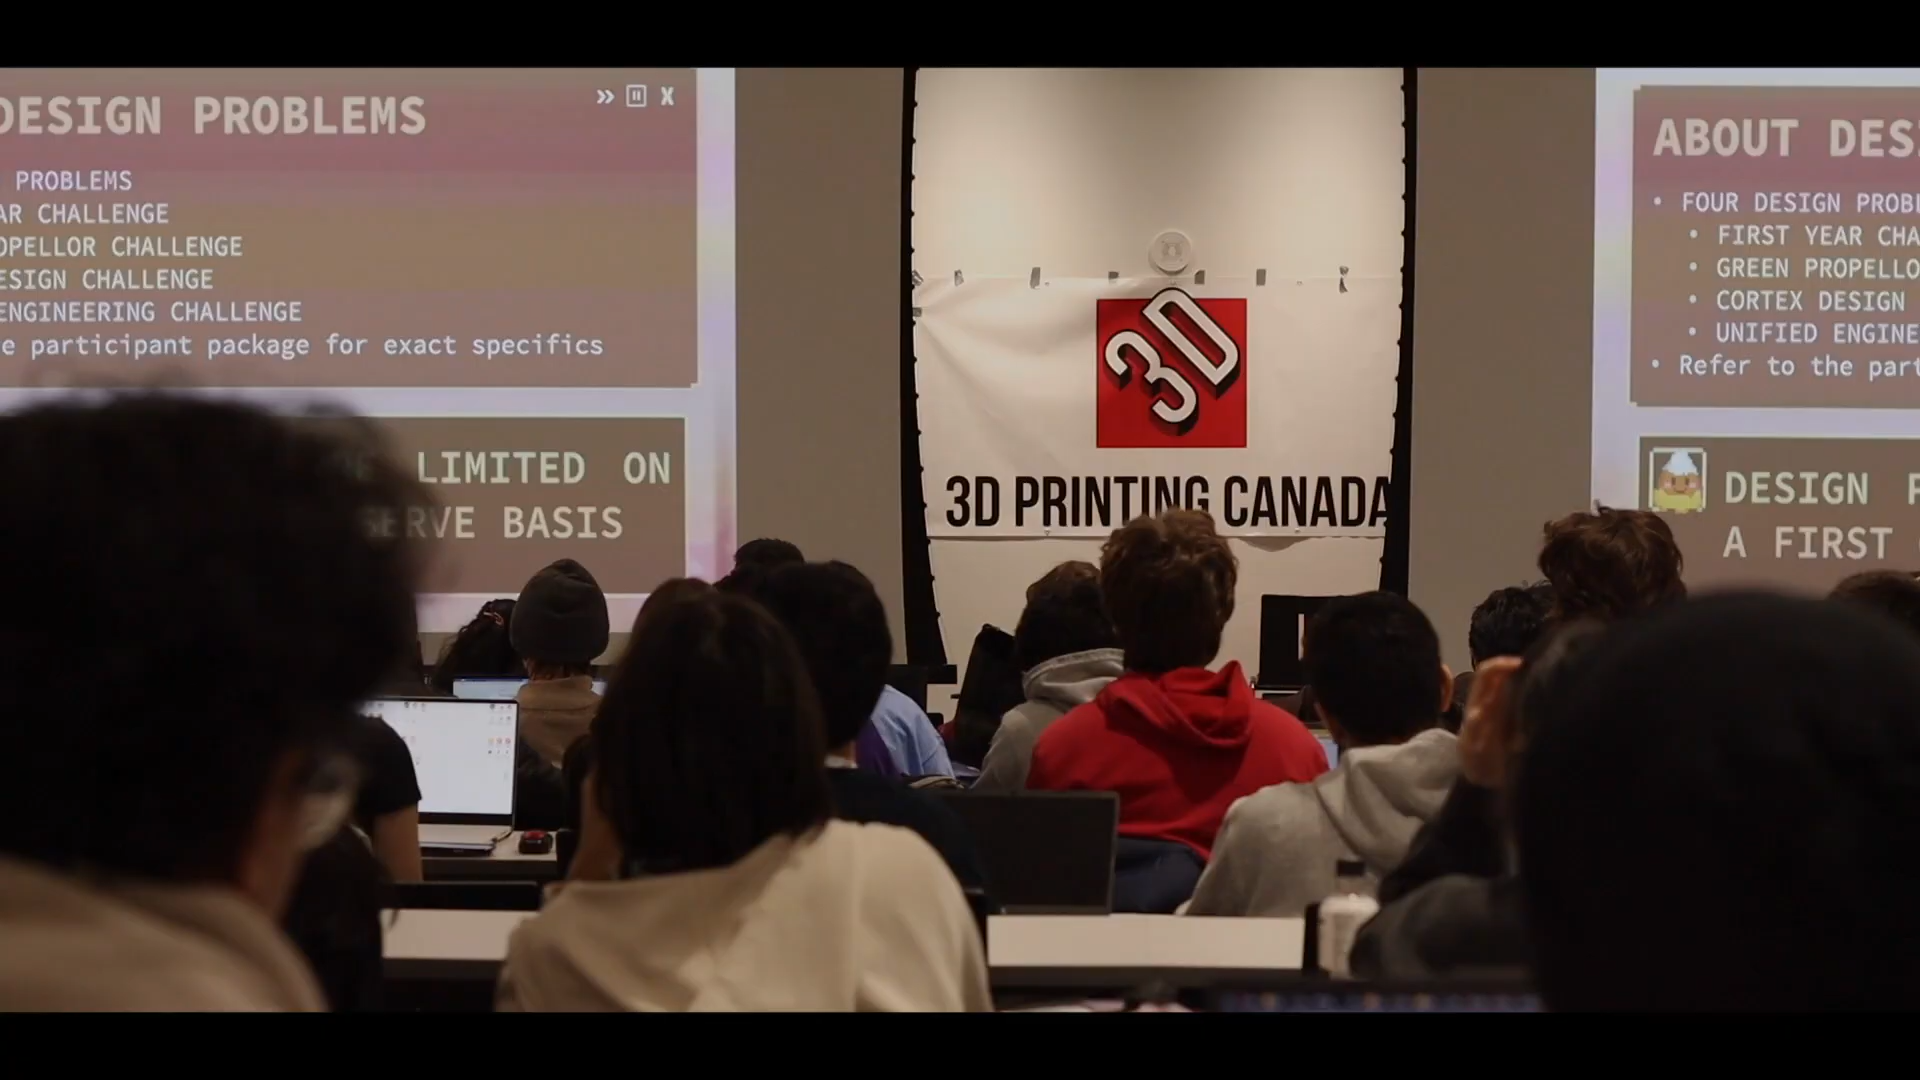 DESIGN PROBLEMS
PROBLEMS
AR CHALLENGE
OPELLOR CHALLENGE
ESIGN CHALLENGE
ENGINEERING CHALLENGE
e participant package for exact specifics
LIMITED ON
SERVE BASIS
3D
3D PRINTING CANADA
ABOUT DES
• FOUR DESIGN PROBL
• FIRST YEAR CHA
• GREEN PROPELLO
• CORTEX DESIGN
• UNIFIED ENGINE
• Refer to the part
DESIGN P
A FIRST